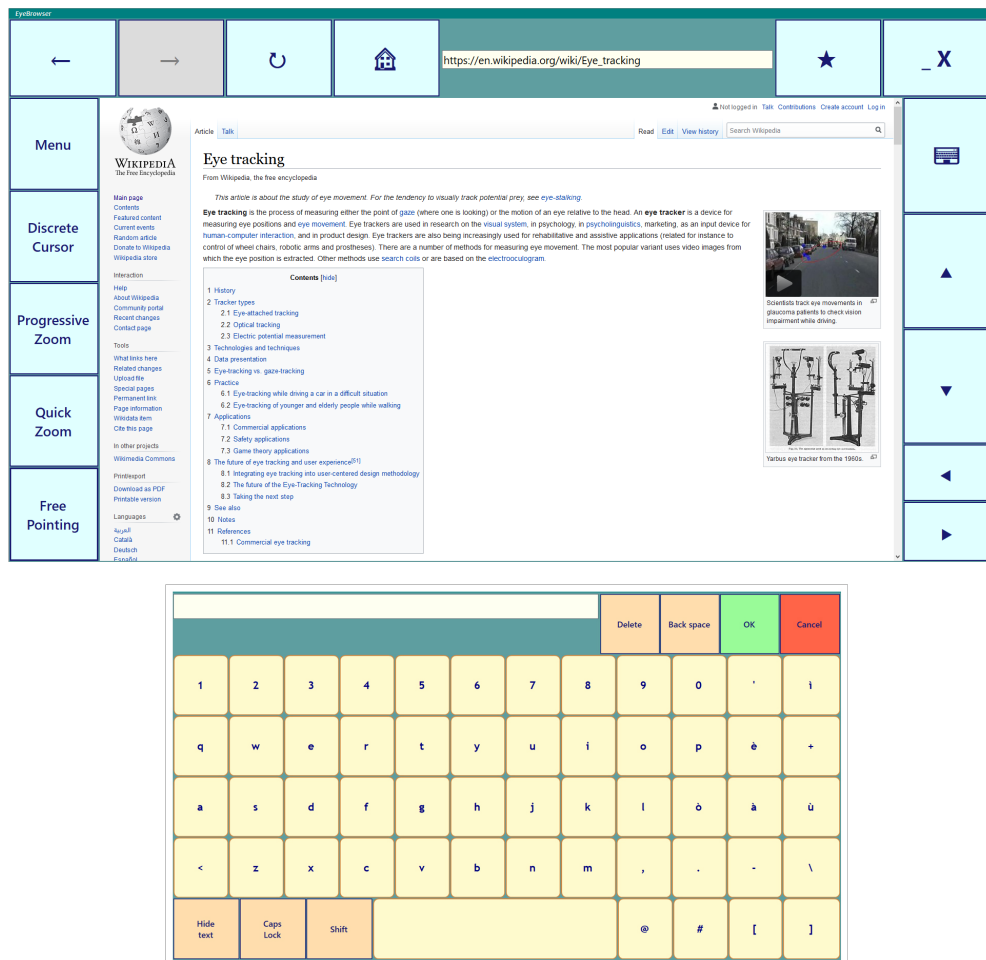 EyeBrowser
← → ↻ https://en.wikipedia.org/wiki/Eye_tracking ★ _ X
Menu
Discrete
Cursor
Progressive
Zoom
Quick
Zoom
Free
Pointing
WIKIPEDIA
The Free Encyclopedia
Main page
Contents
Featured content
Current events
Random article
Donate to Wikipedia
Wikipedia store
Interaction
Help
About Wikipedia
Community portal
Recent changes
Contact page
Tools
What links here
Related changes
Upload file
Special pages
Permanent link
Page information
Wikidata item
Cite this page
In other projects
Wikimedia Commons
Print/export
Download as PDF
Printable version
Languages
العربية
Català
Deutsch
Español
Not logged in Talk Contributions Create account Log in
Article Talk Read Edit View history Search Wikipedia
Eye tracking
From Wikipedia, the free encyclopedia
This article is about the study of eye movement. For the tendency to visually track potential prey, see eye-stalking.
Eye tracking is the process of measuring either the point of gaze (where one is looking) or the motion of an eye relative to the head. An eye tracker is a device for
measuring eye positions and eye movement. Eye trackers are used in research on the visual system, in psychology, in psycholinguistics, marketing, as an input device for
human-computer interaction, and in product design. Eye trackers are also being increasingly used for rehabilitative and assistive applications (related for instance to
control of wheel chairs, robotic arms and prostheses). There are a number of methods for measuring eye movement. The most popular variant uses video images from
which the eye position is extracted. Other methods use search coils or are based on the electrooculogram.
Contents [hide]
1 History
2 Tracker types
2.1 Eye-attached tracking
2.2 Optical tracking
2.3 Electric potential measurement
3 Technologies and techniques
4 Data presentation
5 Eye-tracking vs. gaze-tracking
6 Practice
6.1 Eye-tracking while driving a car in a difficult situation
6.2 Eye-tracking of younger and elderly people while walking
7 Applications
7.1 Commercial applications
7.2 Safety applications
7.3 Game theory applications
8 The future of eye tracking and user experience[51]
8.1 Integrating eye tracking into user-centered design methodology
8.2 The future of the Eye-Tracking Technology
8.3 Taking the next step
9 See also
10 Notes
11 References
11.1 Commercial eye tracking
Scientists track eye movements in
glaucoma patients to check vision
impairment while driving.
Yarbus eye tracker from the 1960s.
Delete Back space OK Cancel
1 2 3 4 5 6 7 8 9 0 ' ì
q w e r t y u i o p è +
a s d f g h j k l ò à ù
< z x c v b n m , . - \
Hide
text
Caps
Lock
Shift
@ # [ ]